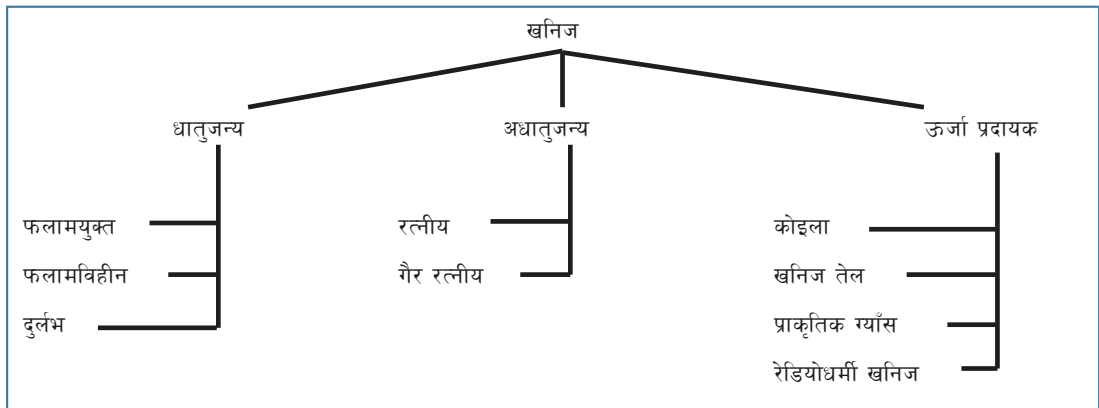 खनिज
धातुजन्य
अधातुजन्य
ऊर्जा प्रदायक
फलामयुक्त
फलामविहीन
दुर्लभ
रत्नीय
गैर रत्नीय
कोइला
खनिज तेल
प्राकृतिक ग्याँस
रेडियोधर्मी खनिज